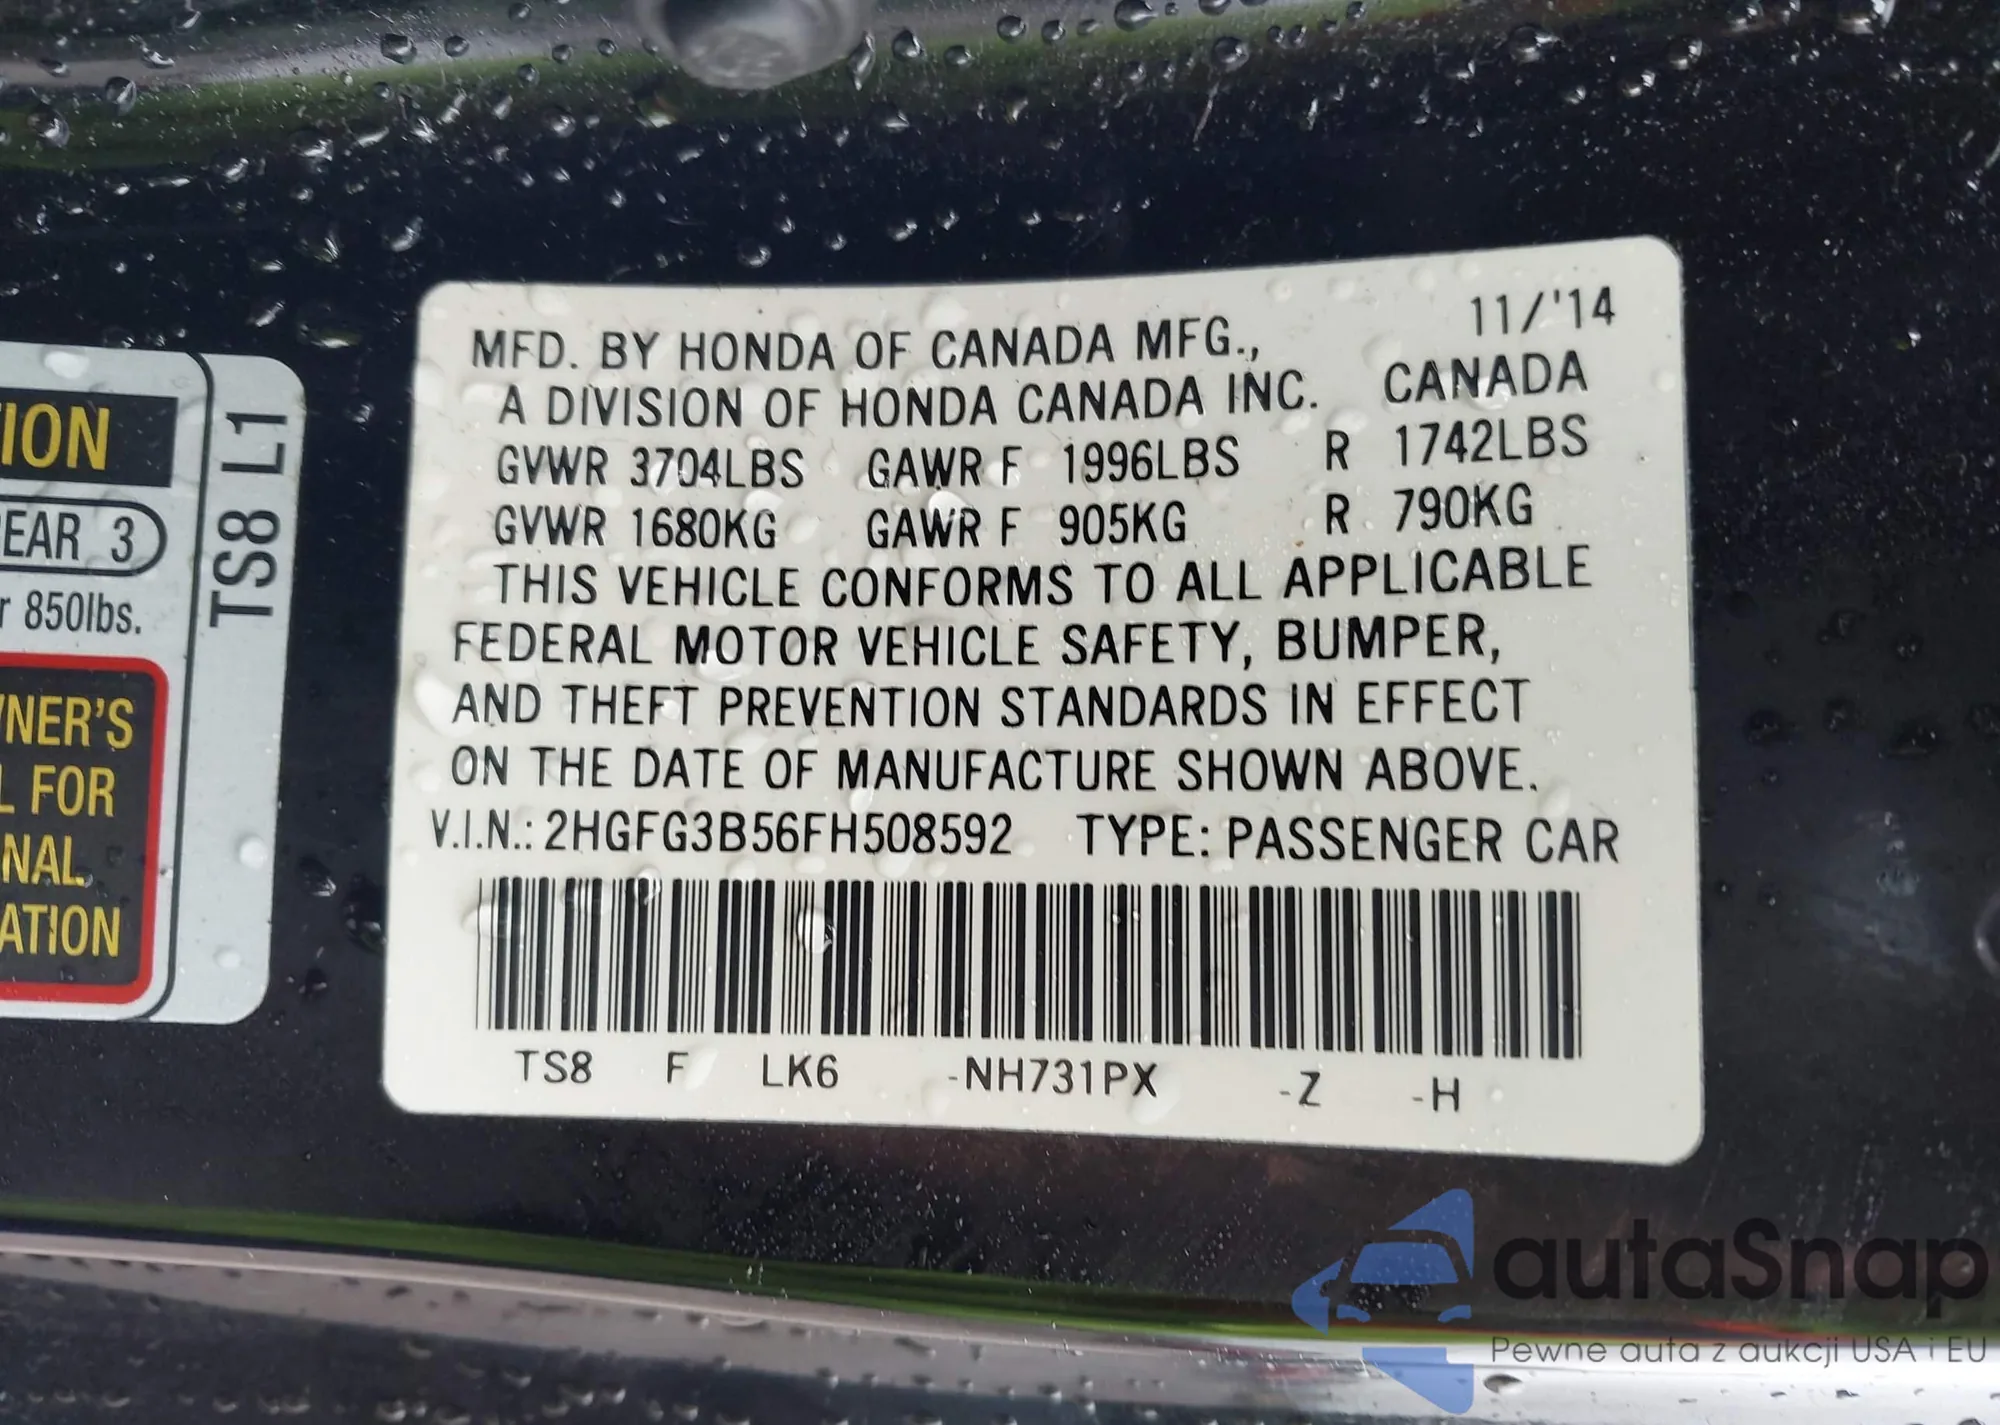 ION
EAR 3
r 850lbs.
NER'S
L FOR
NAL
ATION
TS8 L1
MFD. BY HONDA OF CANADA MFG., 11/'14
A DIVISION OF HONDA CANADA INC. CANADA
GVWR 3704LBS GAWR F 1996LBS R 1742LBS
GVWR 1680KG GAWR F 905KG R 790KG
THIS VEHICLE CONFORMS TO ALL APPLICABLE
FEDERAL MOTOR VEHICLE SAFETY, BUMPER,
AND THEFT PREVENTION STANDARDS IN EFFECT
ON THE DATE OF MANUFACTURE SHOWN ABOVE.
V.I.N.: 2HGFG3B56FH508592 TYPE: PASSENGER CAR
TS8 F LK6 -NH731PX -Z -H
autaSnap
Pewne auta z aukcji USA i EU